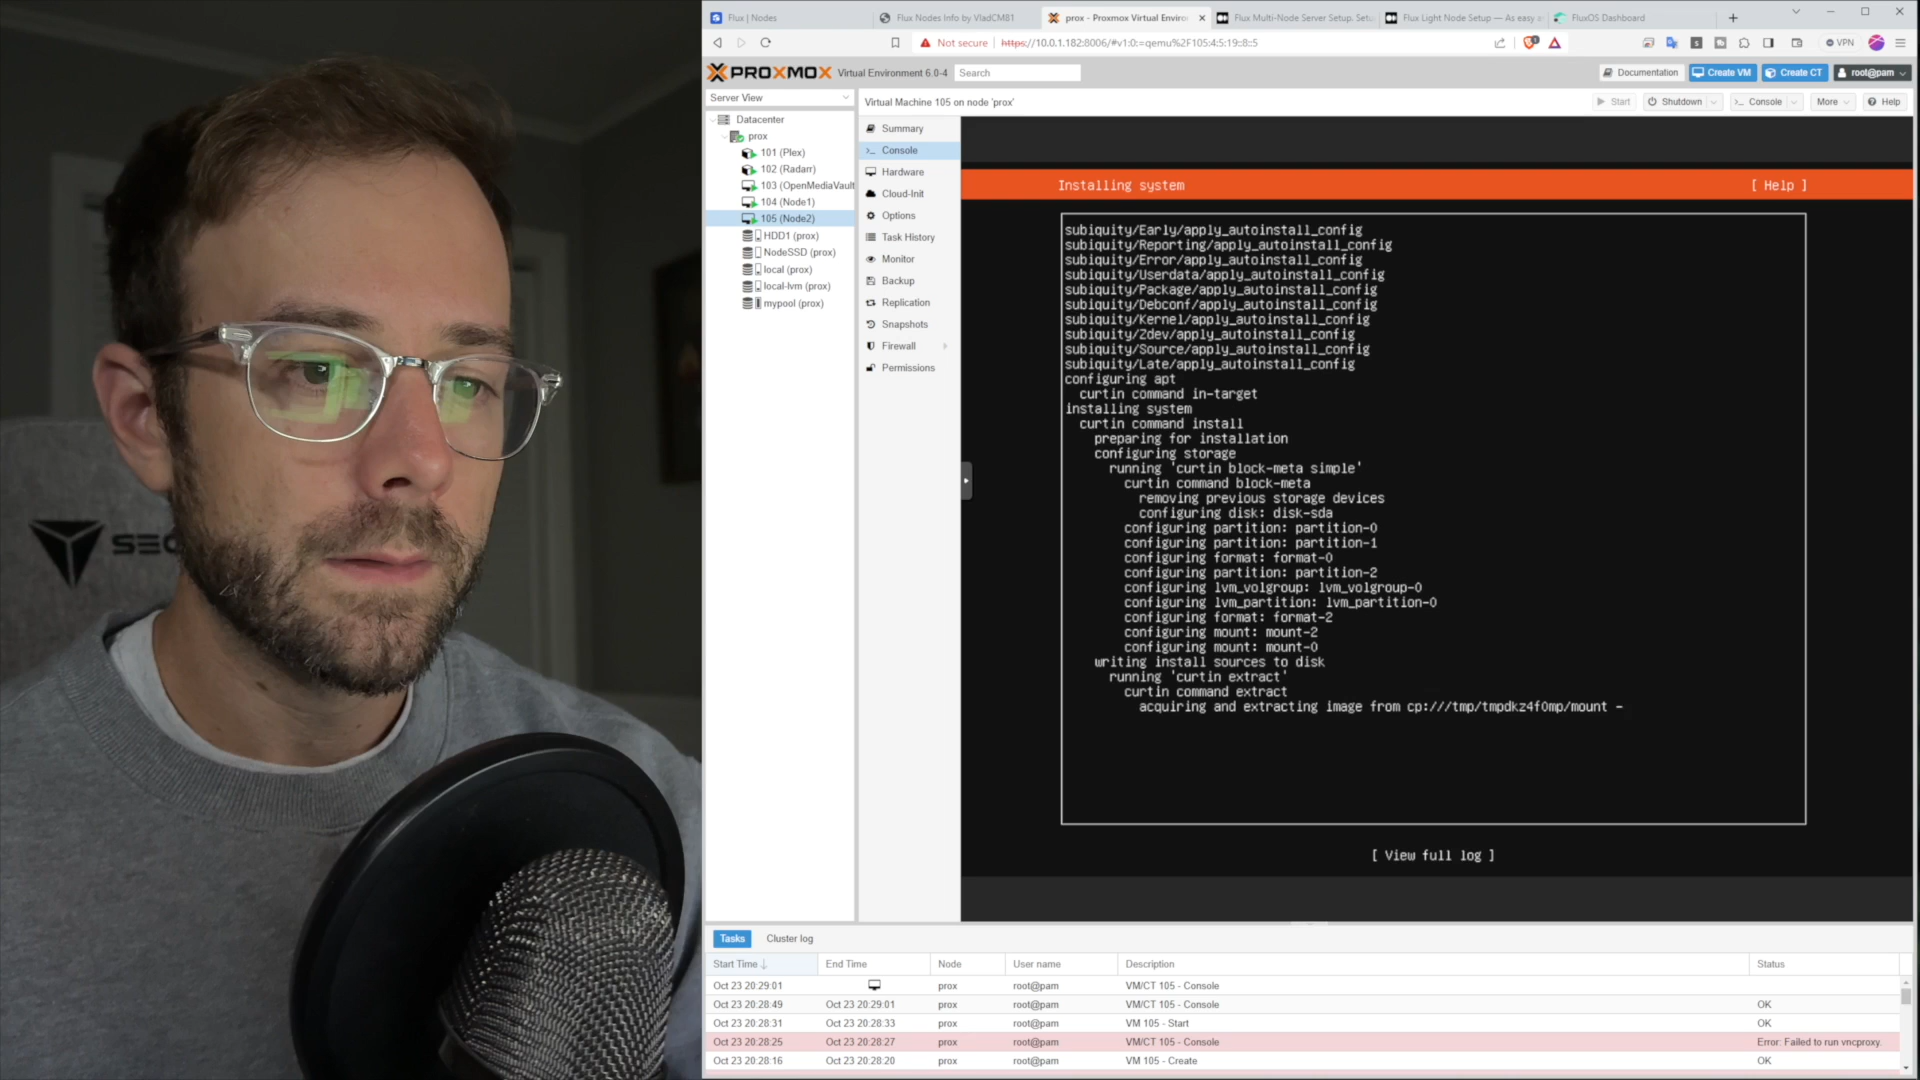 Flux | Nodes
Flux Nodes Info by VladCM81
prox - Proxmox Virtual Enviro
Flux Multi-Node Server Setup. Setu
Flux Light Node Setup — As easy a
FluxOS Dashboard
Not secure
https://10.0.1.182:8006/#v1:0:=qemu%2F105:4:5:19::8::5
VPN
PROXMOX Virtual Environment 6.0-4
Search
Documentation
Create VM
Create CT
root@pam
Server View
Virtual Machine 105 on node 'prox'
Start
Shutdown
Console
More
Help
Datacenter
prox
101 (Plex)
102 (Radarr)
103 (OpenMediaVault
104 (Node1)
105 (Node2)
HDD1 (prox)
NodeSSD (prox)
local (prox)
local-lvm (prox)
mypool (prox)
Summary
Console
Hardware
Cloud-Init
Options
Task History
Monitor
Backup
Replication
Snapshots
Firewall
Permissions
Installing system
[ Help ]
subiquity/Early/apply_autoinstall_config
subiquity/Reporting/apply_autoinstall_config
subiquity/Error/apply_autoinstall_config
subiquity/Userdata/apply_autoinstall_config
subiquity/Package/apply_autoinstall_config
subiquity/Debconf/apply_autoinstall_config
subiquity/Kernel/apply_autoinstall_config
subiquity/Zdev/apply_autoinstall_config
subiquity/Source/apply_autoinstall_config
subiquity/Late/apply_autoinstall_config
configuring apt
curtin command in-target
installing system
curtin command install
preparing for installation
configuring storage
running 'curtin block-meta simple'
curtin command block-meta
removing previous storage devices
configuring disk: disk-sda
configuring partition: partition-0
configuring partition: partition-1
configuring format: format-0
configuring partition: partition-2
configuring lvm_volgroup: lvm_volgroup-0
configuring lvm_partition: lvm_partition-0
configuring format: format-2
configuring mount: mount-2
configuring mount: mount-0
writing install sources to disk
running 'curtin extract'
curtin command extract
acquiring and extracting image from cp:///tmp/tmpdkz4f0mp/mount -
[ View full log ]
Tasks
Cluster log
Start Time
End Time
Node
User name
Description
Status
Oct 23 20:29:01 prox root@pam VM/CT 105 - Console
Oct 23 20:28:49 Oct 23 20:29:01 prox root@pam VM/CT 105 - Console OK
Oct 23 20:28:31 Oct 23 20:28:33 prox root@pam VM 105 - Start OK
Oct 23 20:28:25 Oct 23 20:28:27 prox root@pam VM/CT 105 - Console Error: Failed to run vncproxy.
Oct 23 20:28:16 Oct 23 20:28:20 prox root@pam VM 105 - Create OK